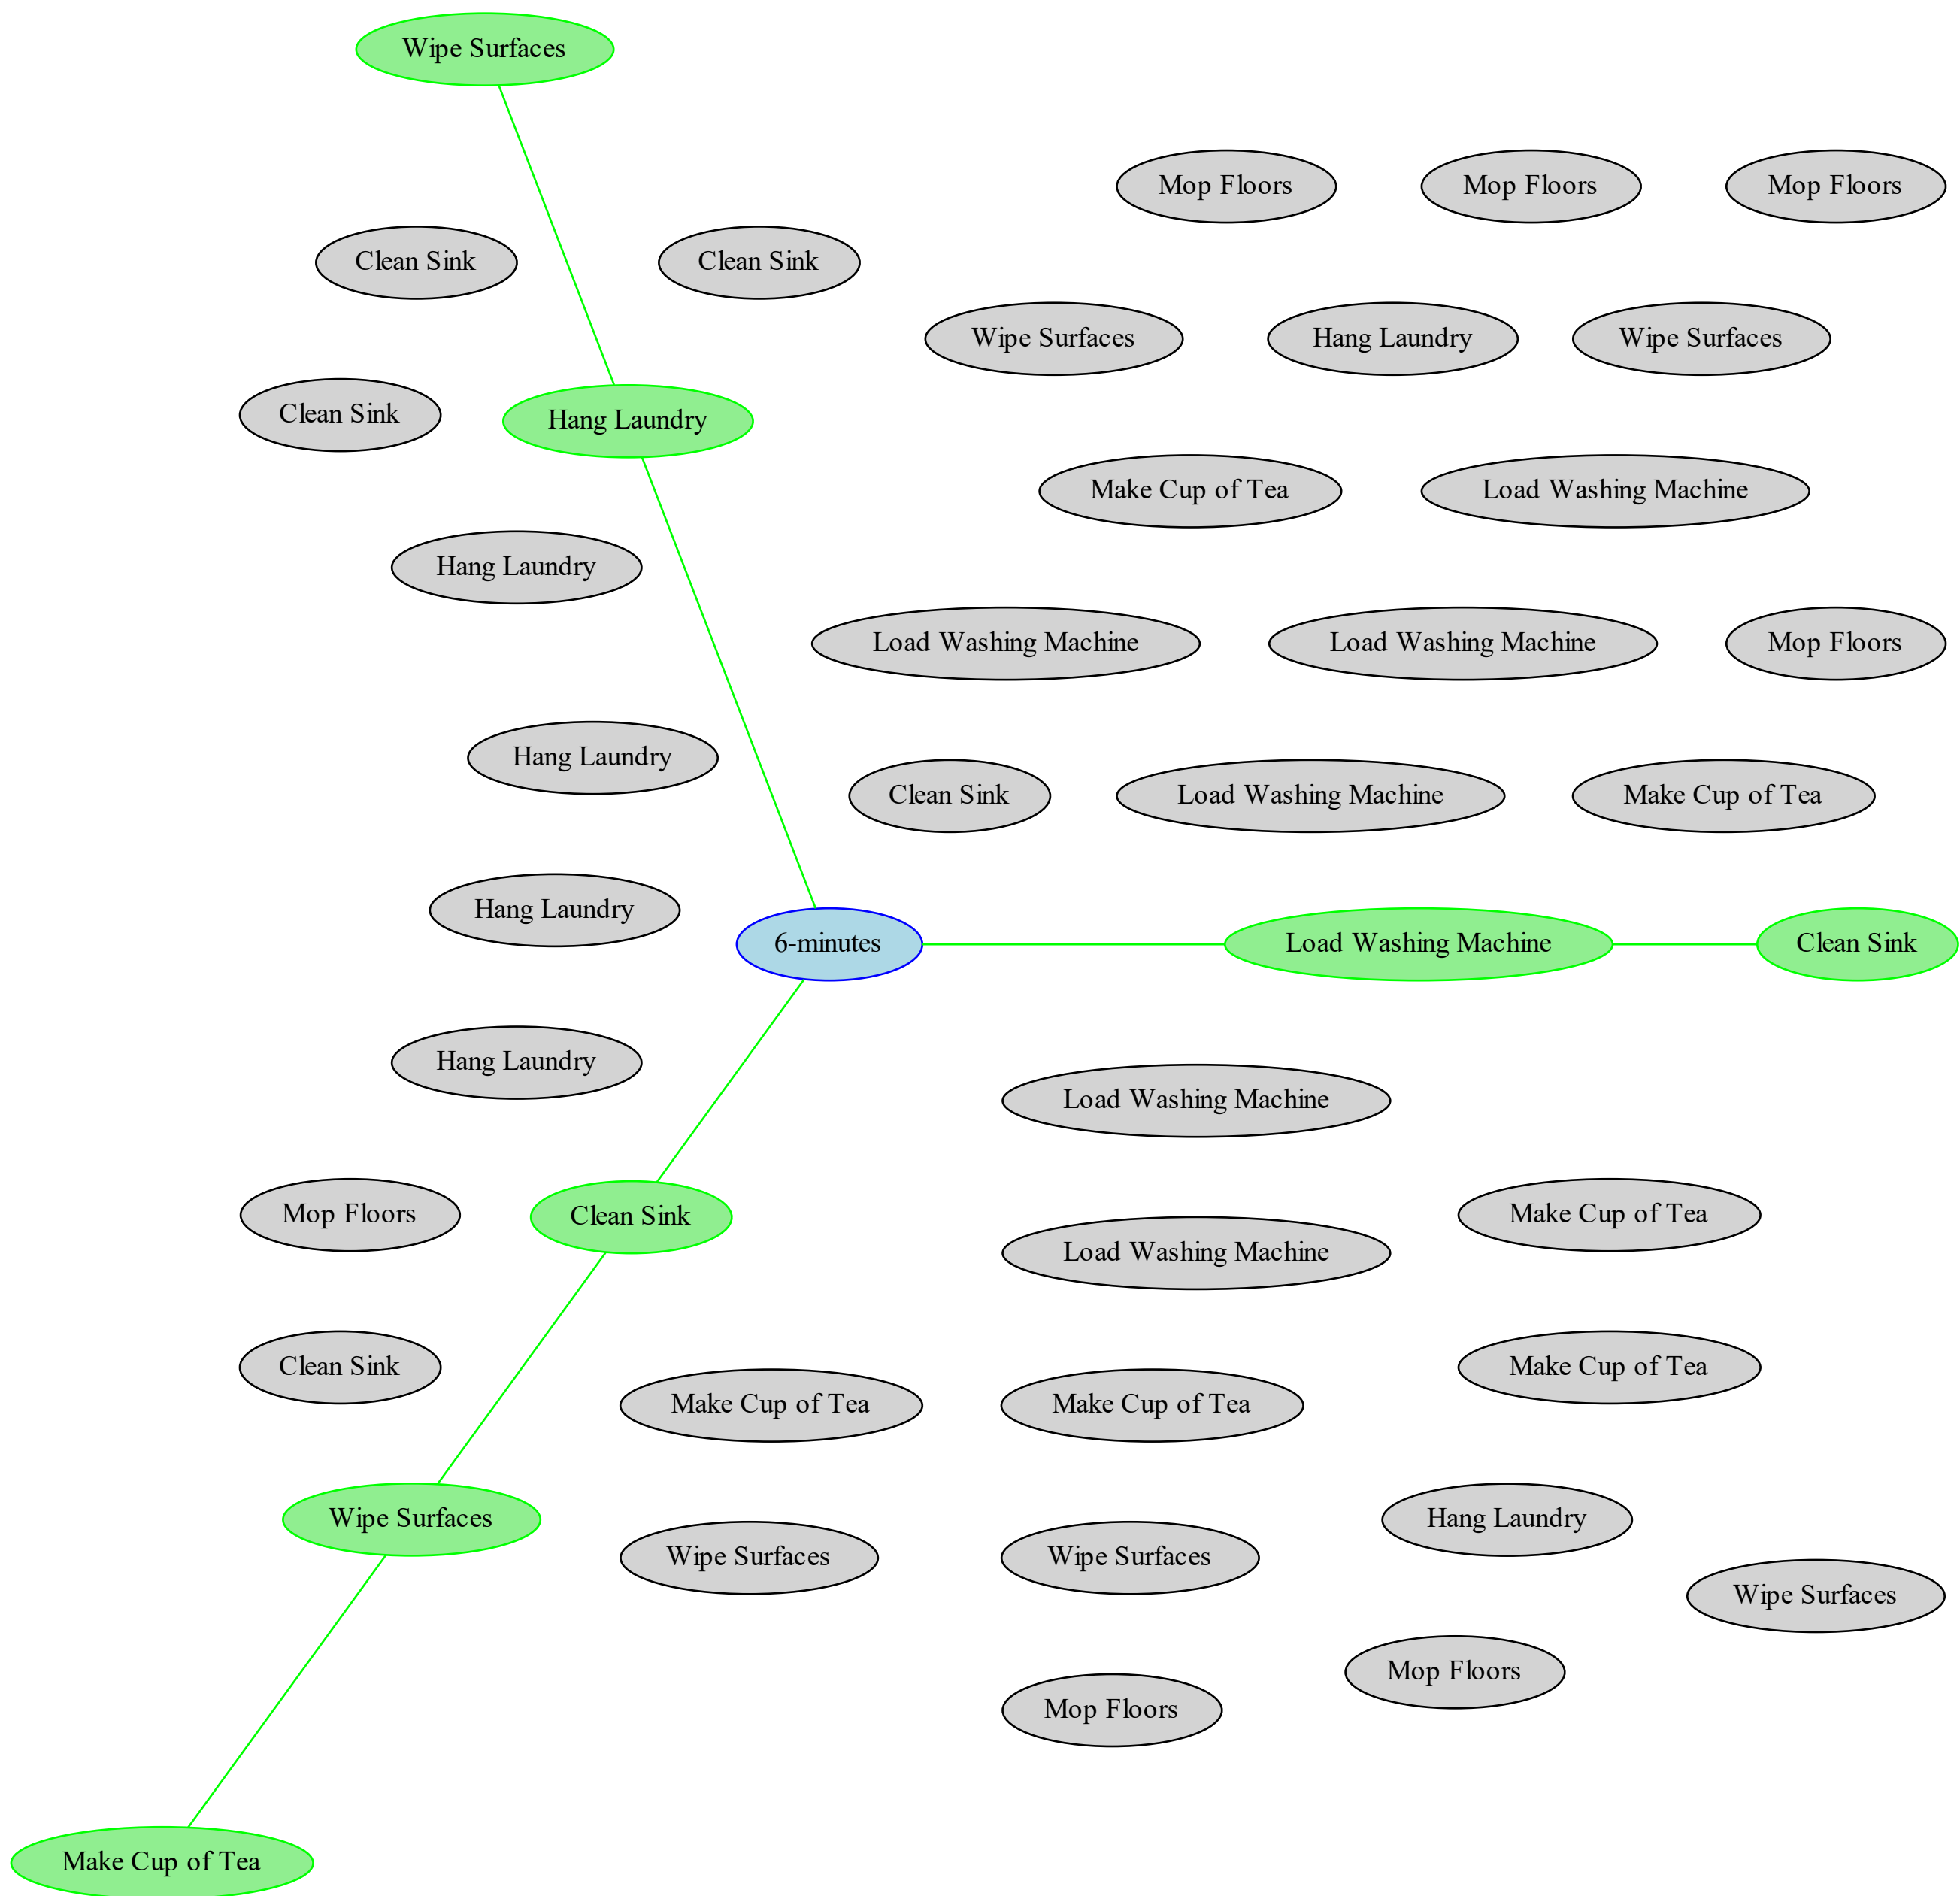 Wipe Surfaces
Mop Floors
Mop Floors
Mop Floors
Clean Sink
Clean Sink
Wipe Surfaces
Hang Laundry
Wipe Surfaces
Clean Sink
Hang Laundry
Make Cup of Tea
Load Washing Machine
Hang Laundry
Load Washing Machine
Load Washing Machine
Mop Floors
Hang Laundry
Clean Sink
Load Washing Machine
Make Cup of Tea
Hang Laundry
6-minutes
Load Washing Machine
Clean Sink
Hang Laundry
Load Washing Machine
Mop Floors
Clean Sink
Make Cup of Tea
Load Washing Machine
Clean Sink
Make Cup of Tea
Make Cup of Tea
Make Cup of Tea
Wipe Surfaces
Hang Laundry
Wipe Surfaces
Wipe Surfaces
Wipe Surfaces
Mop Floors
Mop Floors
Make Cup of Tea